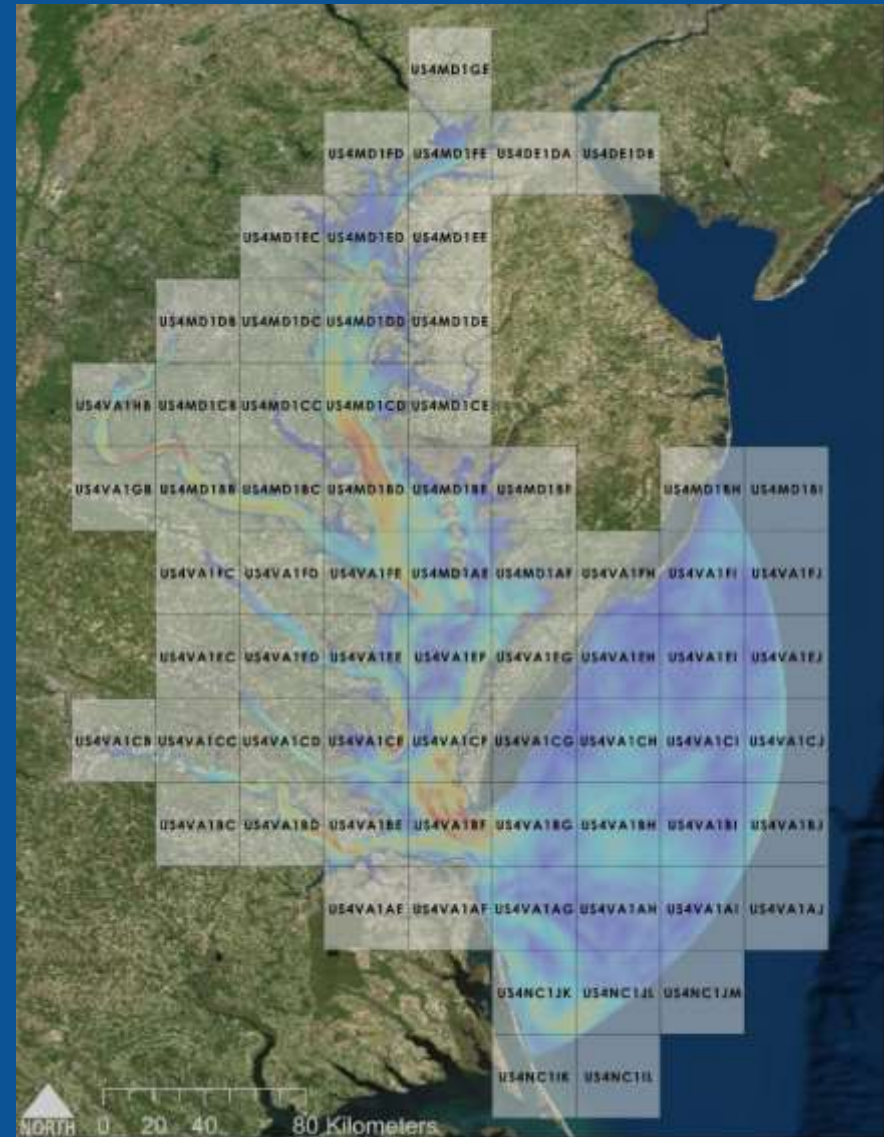 US4MD1GE
US4MD1FD US4MD1FE US4DE1DA US4DE1DB
US4MD1EC US4MD1ED US4MD1EE
US4MD1DB US4MD1DC US4MD1DD US4MD1DE
US4VA1HB US4MD1CB US4MD1CC US4MD1CD US4MD1CE
US4VA1GB US4MD1BB US4MD1BC US4MD1BD US4MD1BE US4MD1BF US4MD1BH US4MD1BI
US4VA1FC US4VA1FD US4VA1FE US4MD1AE US4MD1AF US4VA1FH US4VA1FI US4VA1FJ
US4VA1EC US4VA1ED US4VA1EE US4VA1EF US4VA1EG US4VA1EH US4VA1EI US4VA1EJ
US4VA1CB US4VA1CC US4VA1CD US4VA1CE US4VA1CF US4VA1CG US4VA1CH US4VA1CI US4VA1CJ
US4VA1BC US4VA1BD US4VA1BE US4VA1BF US4VA1BG US4VA1BH US4VA1BI US4VA1BJ
US4VA1AE US4VA1AF US4VA1AG US4VA1AH US4VA1AI US4VA1AJ
US4NC1JK US4NC1JL US4NC1JM
US4NC1IK US4NC1IL
NORTH 0 20 40 80 Kilometers